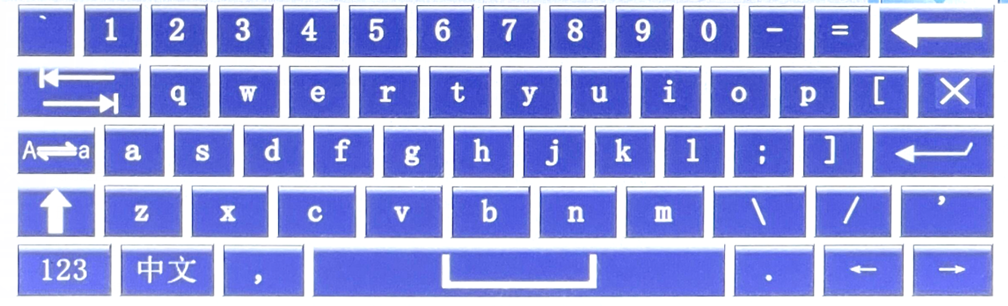 ` 1 2 3 4 5 6 7 8 9 0 - =
q w e r t y u i o p [
A a a s d f g h j k l ; ]
z x c v b n m \ / ’
123 中文 , .